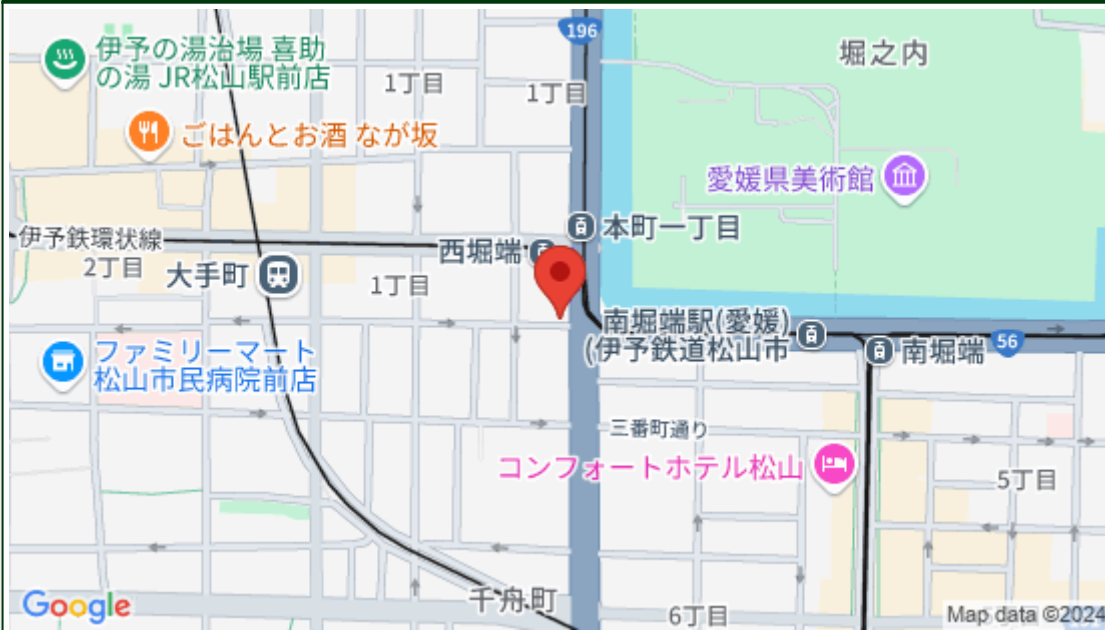 196
伊予の湯治場 喜助
の湯 JR松山駅前店
堀之内
1丁目
1丁目
ごはんとお酒 なが坂
愛媛県美術館
本町一丁目
伊予鉄環状線
西堀端
2丁目
大手町
1丁目
南堀端駅(愛媛)
(伊予鉄道松山市
南堀端
56
ファミリーマート
松山市民病院前店
三番町通り
コンフォートホテル松山
5丁目
千舟町
6丁目
Google
Map data ©2024